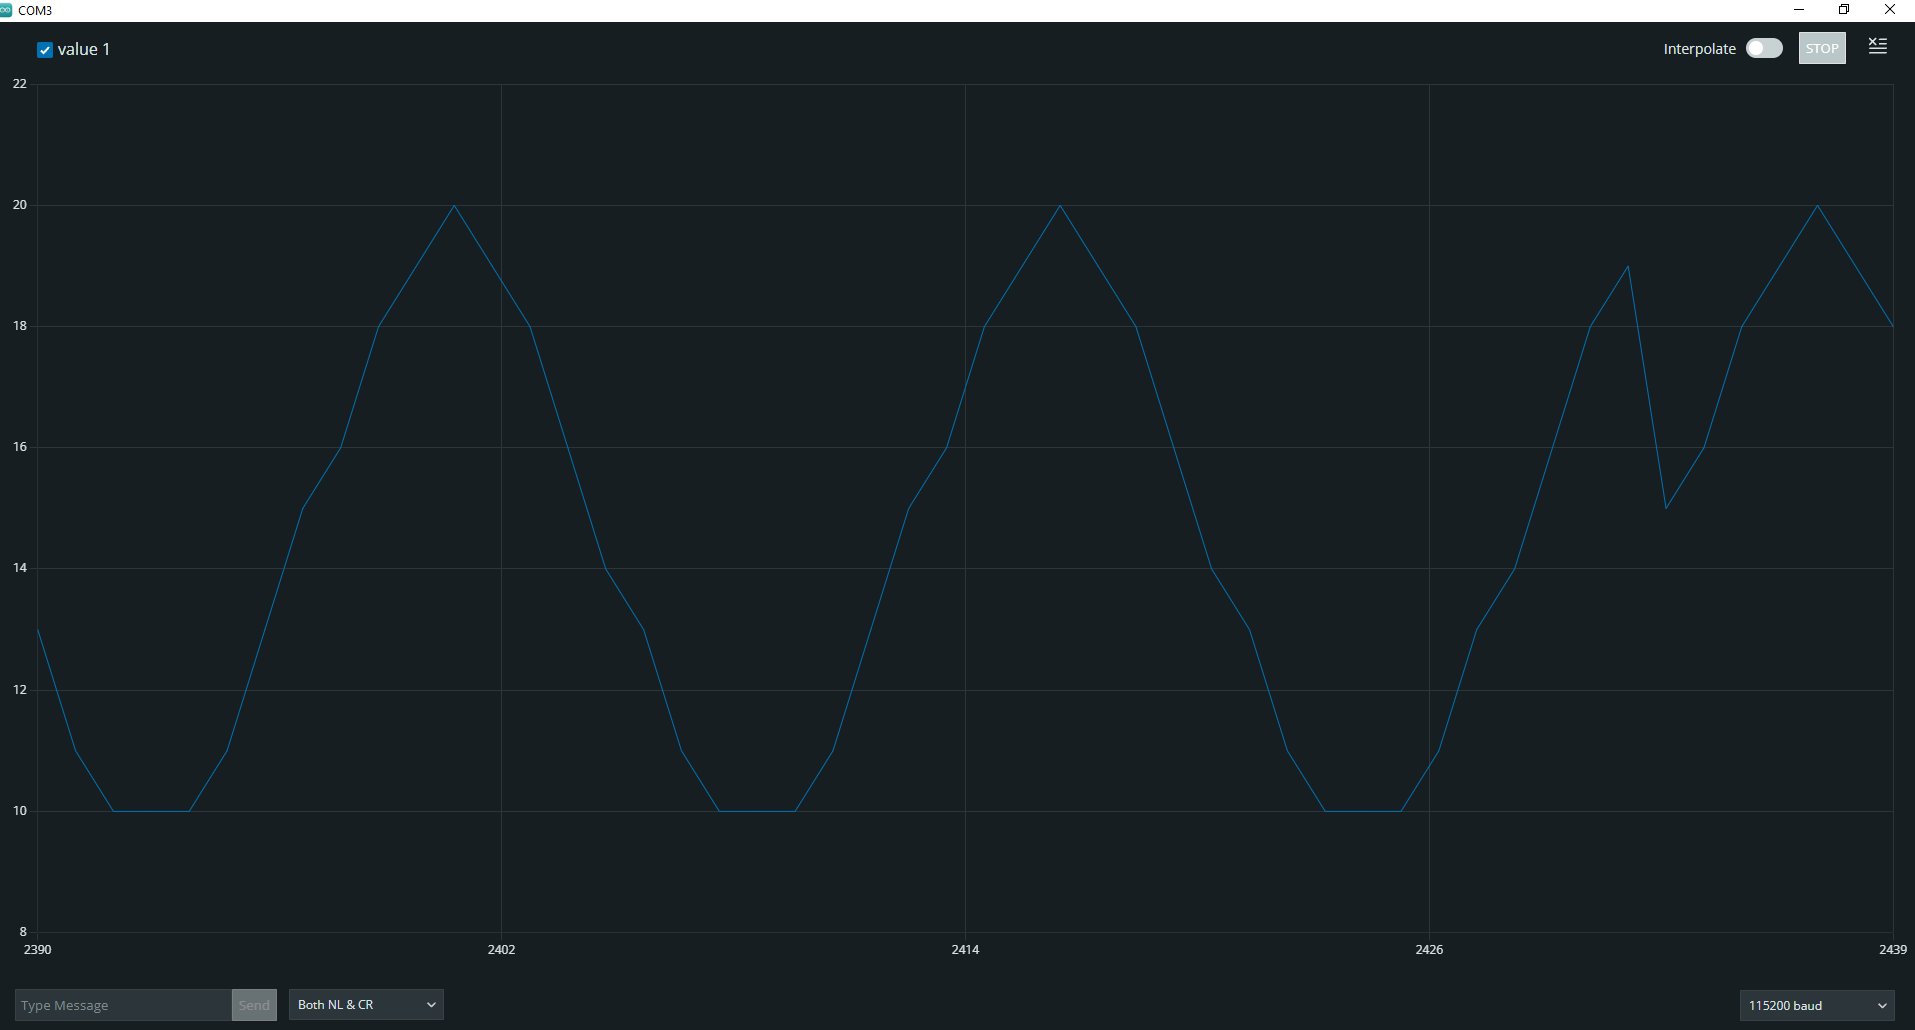 COM3
value 1
Interpolate
STOP
22
20
18
16
14
12
10
8
2390 2402 2414 2426 2439
Type Message
Send
Both NL & CR
115200 baud